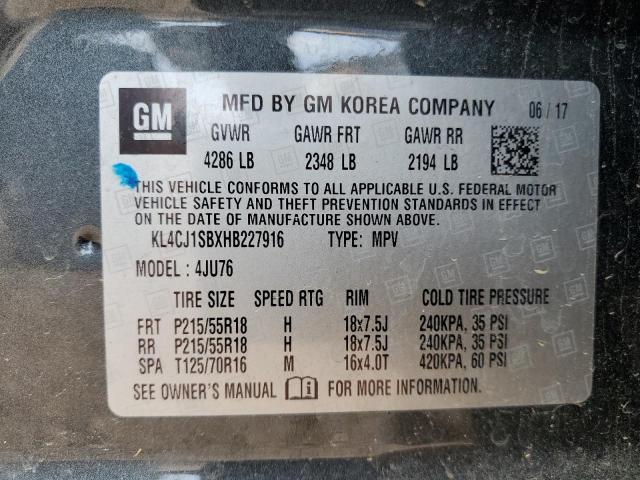 GM MFD BY GM KOREA COMPANY 06 / 17
GVWR GAWR FRT GAWR RR
4286 LB 2348 LB 2194 LB
THIS VEHICLE CONFORMS TO ALL APPLICABLE U.S. FEDERAL MOTOR
VEHICLE SAFETY AND THEFT PREVENTION STANDARDS IN EFFECT
ON THE DATE OF MANUFACTURE SHOWN ABOVE.
KL4CJ1SBXHB227916 TYPE: MPV
MODEL : 4JU76
TIRE SIZE SPEED RTG RIM COLD TIRE PRESSURE
FRT P215/55R18 H 18x7.5J 240KPA, 35 PSI
RR P215/55R18 H 18x7.5J 240KPA, 35 PSI
SPA T125/70R16 M 16x4.0T 420KPA, 60 PSI
SEE OWNER'S MANUAL FOR MORE INFORMATION.